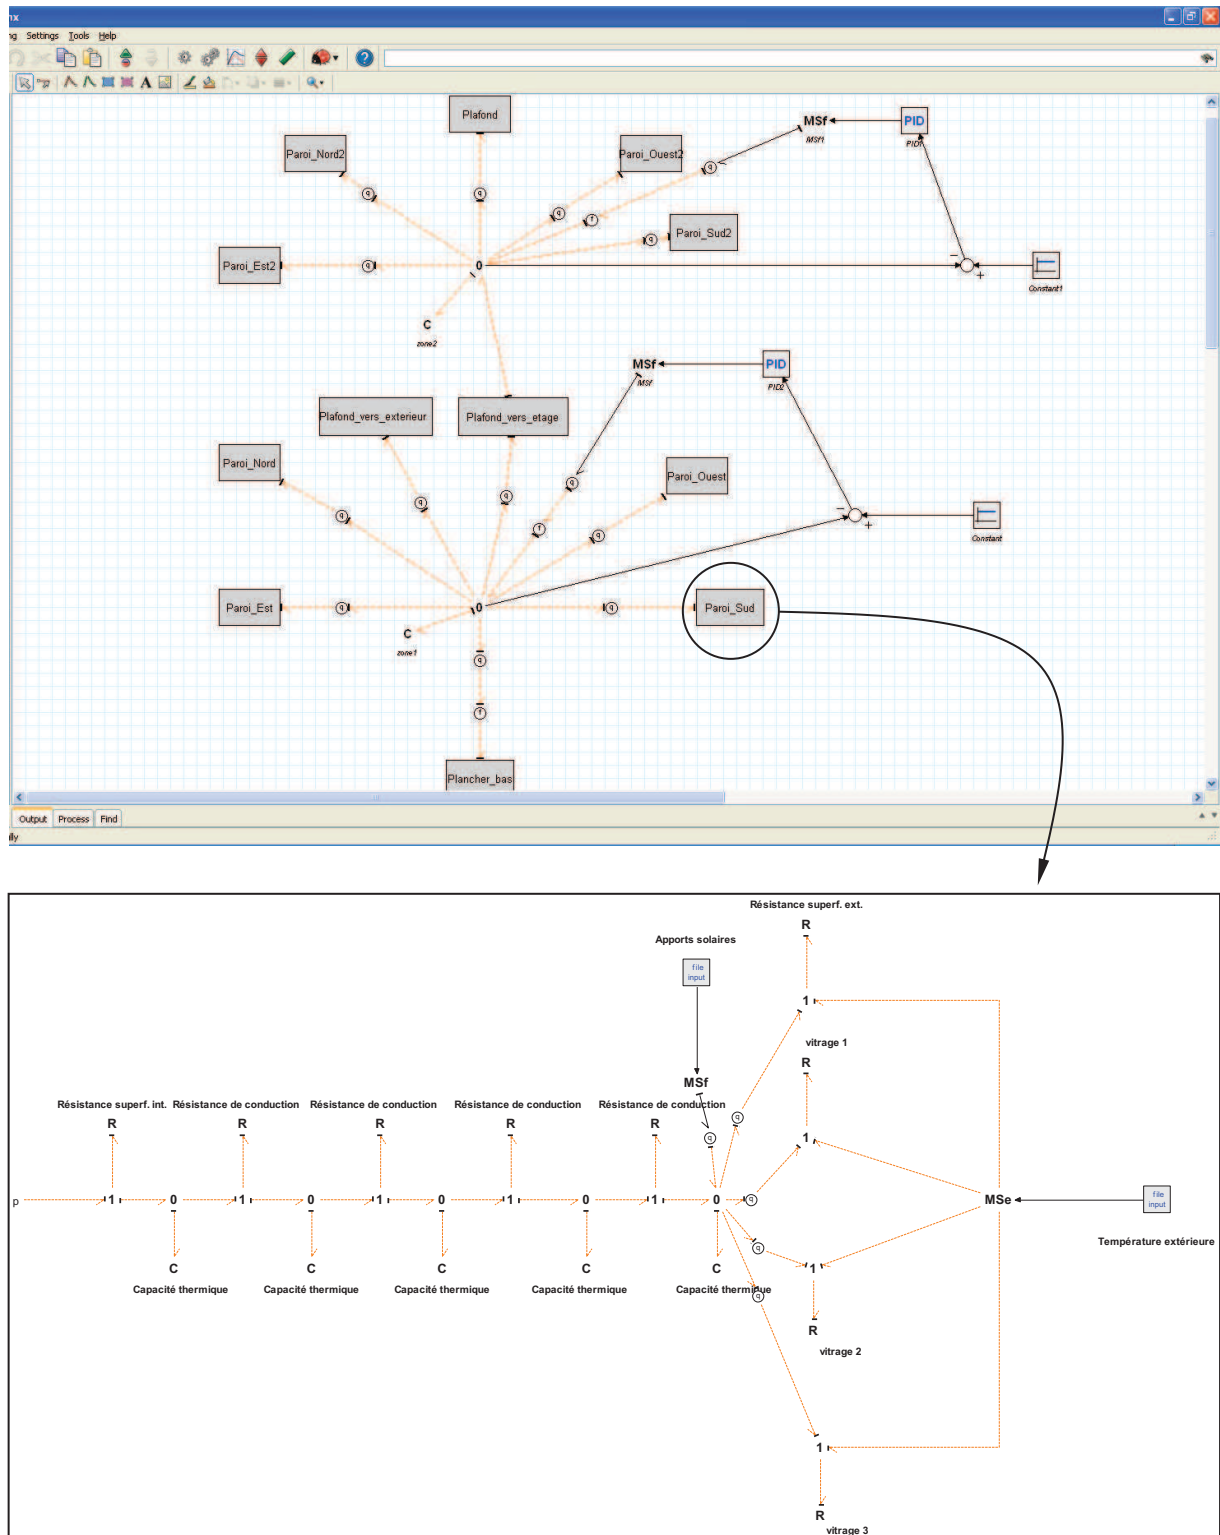 nx
ng Settings Tools Help
A
Plafond
MSf
MSf1
PID
PID1
Paroi_Nord2
Paroi_Ouest2
q
q
q
q
f
Paroi_Sud2
q
Paroi_Est2
q
0
−
+
Constant1
C
zone2
MSf
MSf
PID
PID2
Plafond_vers_exterieur
Plafond_vers_etage
Paroi_Nord
Paroi_Ouest
q
q
q
q
f
q
−
+
Constant
Paroi_Est
q
0
q
Paroi_Sud
C
zone1
q
f
Plancher_bas
Output Process Find
lly
Résistance superf. ext.
R
Apports solaires
file
input
1
vitrage 1
R
MSf
Résistance superf. int. Résistance de conduction Résistance de conduction Résistance de conduction Résistance de conduction
R R R R R
q
q
1
p 1 0 1 0 1 0 1 0 1 0 q MSe
file
input
Température extérieure
q
C C C C C 1
Capacité thermique Capacité thermique Capacité thermique Capacité thermique Capacité thermique
q
R
vitrage 2
1
R
vitrage 3